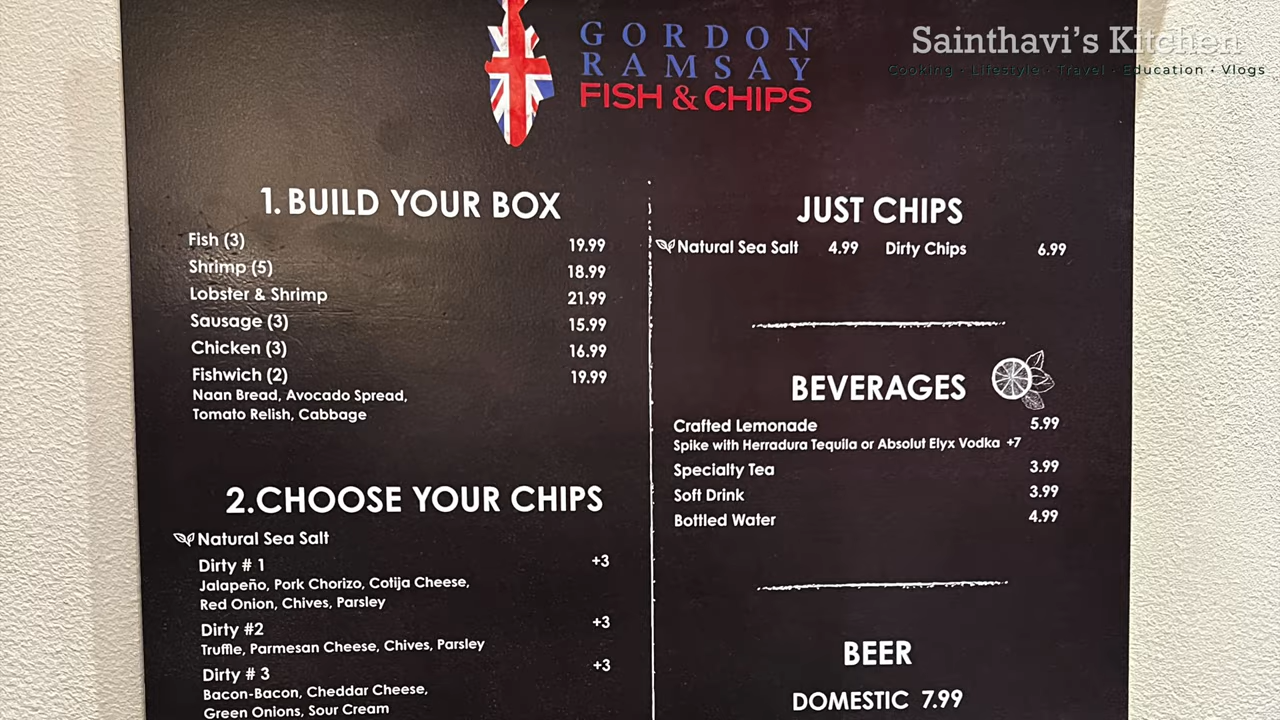 Sainthavi's Kitchen
Cooking • Lifestyle • Travel • Education • Vlogs
GORDON
RAMSAY
FISH & CHIPS
1. BUILD YOUR BOX
Fish (3) 19.99
Shrimp (5) 18.99
Lobster & Shrimp 21.99
Sausage (3) 15.99
Chicken (3) 16.99
Fishwich (2) 19.99
Naan Bread, Avocado Spread,
Tomato Relish, Cabbage
2.CHOOSE YOUR CHIPS
Natural Sea Salt
Dirty # 1 +3
Jalapeño, Pork Chorizo, Cotija Cheese,
Red Onion, Chives, Parsley
Dirty #2 +3
Truffle, Parmesan Cheese, Chives, Parsley
Dirty # 3 +3
Bacon-Bacon, Cheddar Cheese,
Green Onions, Sour Cream
JUST CHIPS
Natural Sea Salt 4.99 Dirty Chips 6.99
BEVERAGES
Crafted Lemonade 5.99
Spike with Herradura Tequila or Absolut Elyx Vodka +7
Specialty Tea 3.99
Soft Drink 3.99
Bottled Water 4.99
BEER
DOMESTIC 7.99